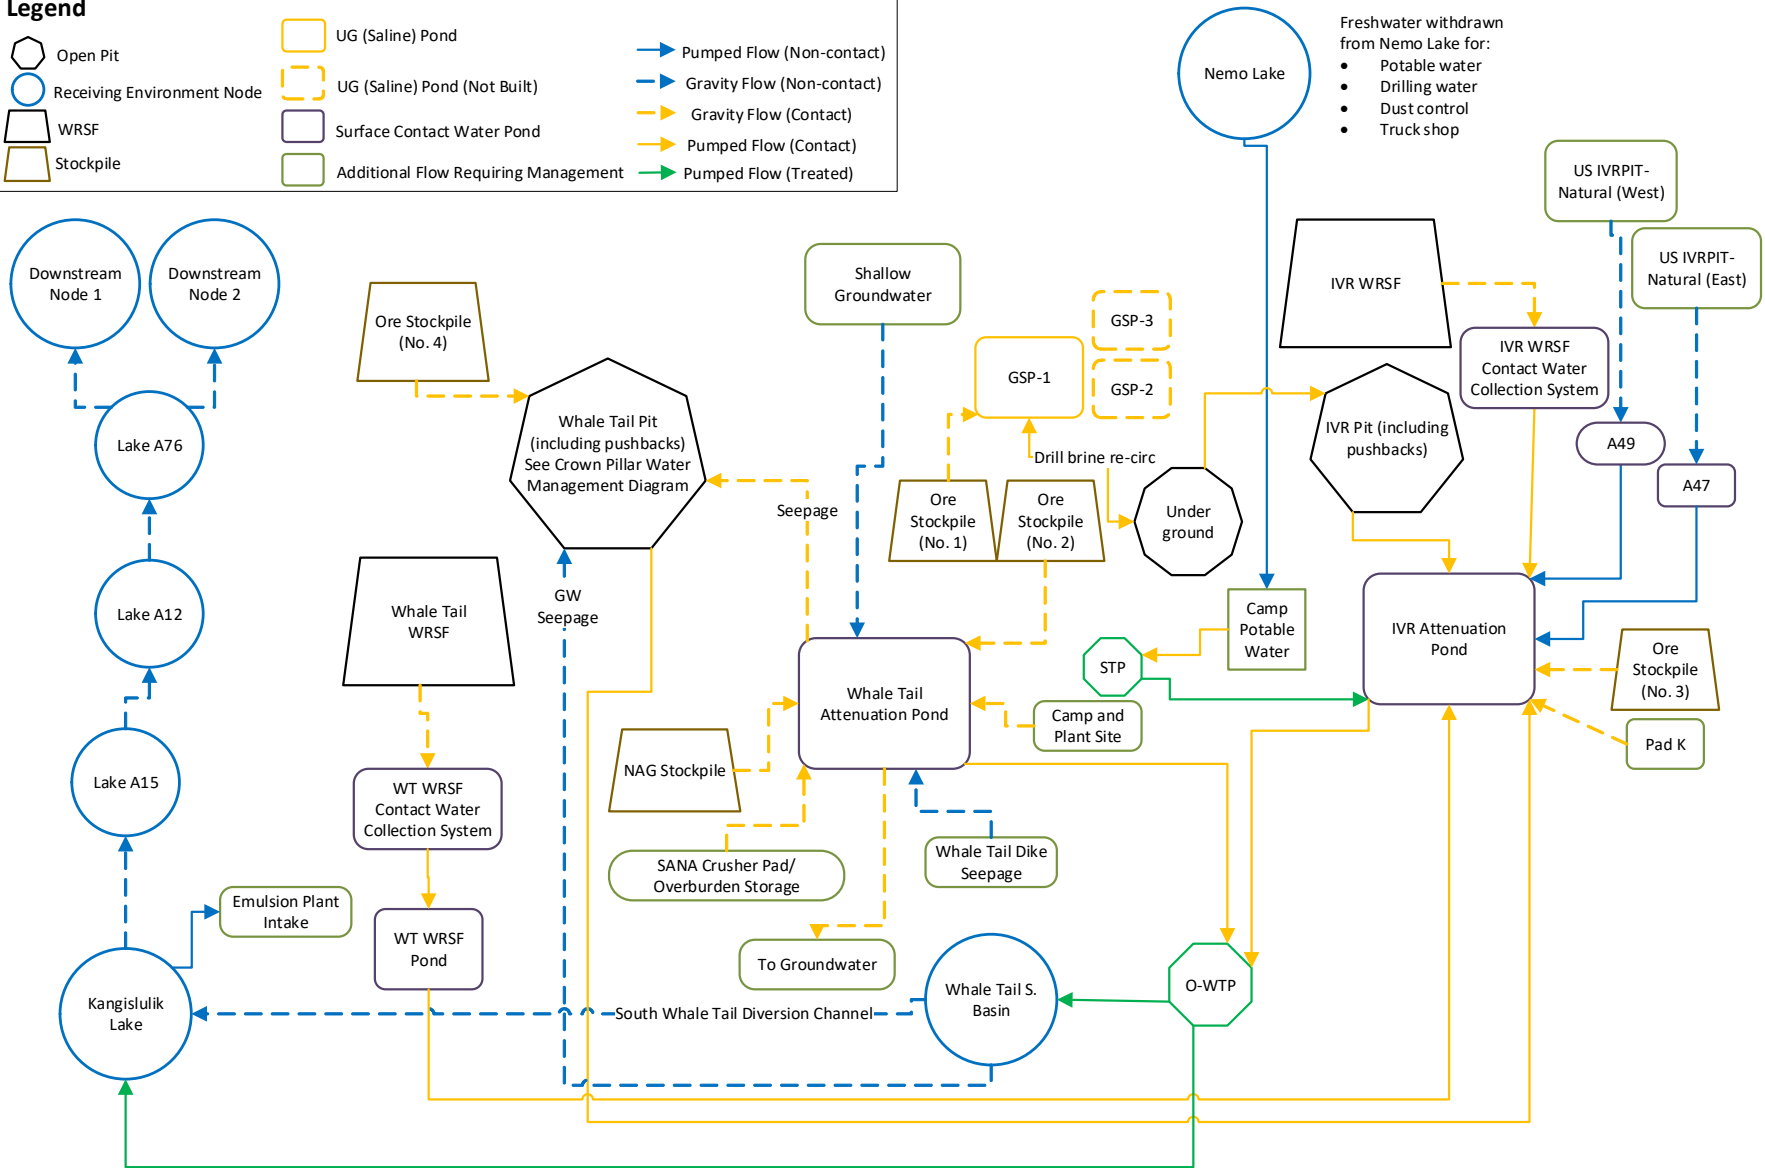 Legend
Open Pit
Receiving Environment Node
WRSF
Stockpile
UG (Saline) Pond
UG (Saline) Pond (Not Built)
Surface Contact Water Pond
Additional Flow Requiring Management
Pumped Flow (Non-contact)
Gravity Flow (Non-contact)
Gravity Flow (Contact)
Pumped Flow (Contact)
Pumped Flow (Treated)
Nemo Lake
Freshwater withdrawn
from Nemo Lake for:
• Potable water
• Drilling water
• Dust control
• Truck shop
US IVRPIT-
Natural (West)
US IVRPIT-
Natural (East)
Downstream
Node 1
Downstream
Node 2
Ore Stockpile
(No. 4)
Shallow
Groundwater
GSP-3
GSP-1
GSP-2
IVR WRSF
IVR WRSF
Contact Water
Collection System
Lake A76
Whale Tail Pit
(including pushbacks)
See Crown Pillar Water
Management Diagram
IVR Pit (including
pushbacks)
A49
A47
Drill brine re-circ
Seepage
Ore
Stockpile
(No. 1)
Ore
Stockpile
(No. 2)
Under
ground
Lake A12
Whale Tail
WRSF
GW
Seepage
Camp
Potable
Water
STP
IVR Attenuation
Pond
Ore
Stockpile
(No. 3)
Whale Tail
Attenuation Pond
Camp and
Plant Site
Pad K
Lake A15
WT WRSF
Contact Water
Collection System
NAG Stockpile
SANA Crusher Pad/
Overburden Storage
Whale Tail Dike
Seepage
Emulsion Plant
Intake
WT WRSF
Pond
To Groundwater
Kangislulik
Lake
South Whale Tail Diversion Channel
Whale Tail S.
Basin
O-WTP